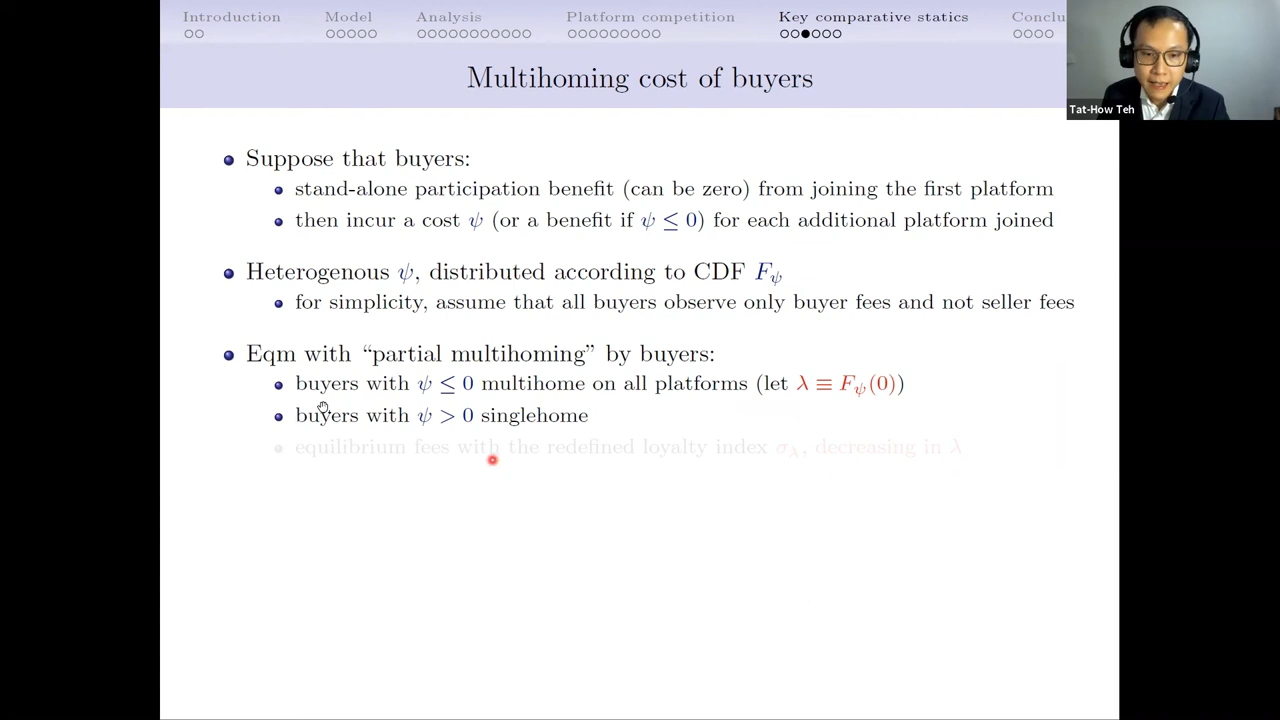 Introduction Model Analysis Platform competition Key comparative statics Conclu
Multihoming cost of buyers
Tat-How Teh
Suppose that buyers:
stand-alone participation benefit (can be zero) from joining the first platform
then incur a cost ψ (or a benefit if ψ ≤ 0) for each additional platform joined
Heterogenous ψ, distributed according to CDF Fψ
for simplicity, assume that all buyers observe only buyer fees and not seller fees
Eqm with “partial multihoming” by buyers:
buyers with ψ ≤ 0 multihome on all platforms (let λ ≡ Fψ(0))
buyers with ψ > 0 singlehome
equilibrium fees with the redefined loyalty index σλ, decreasing in λ